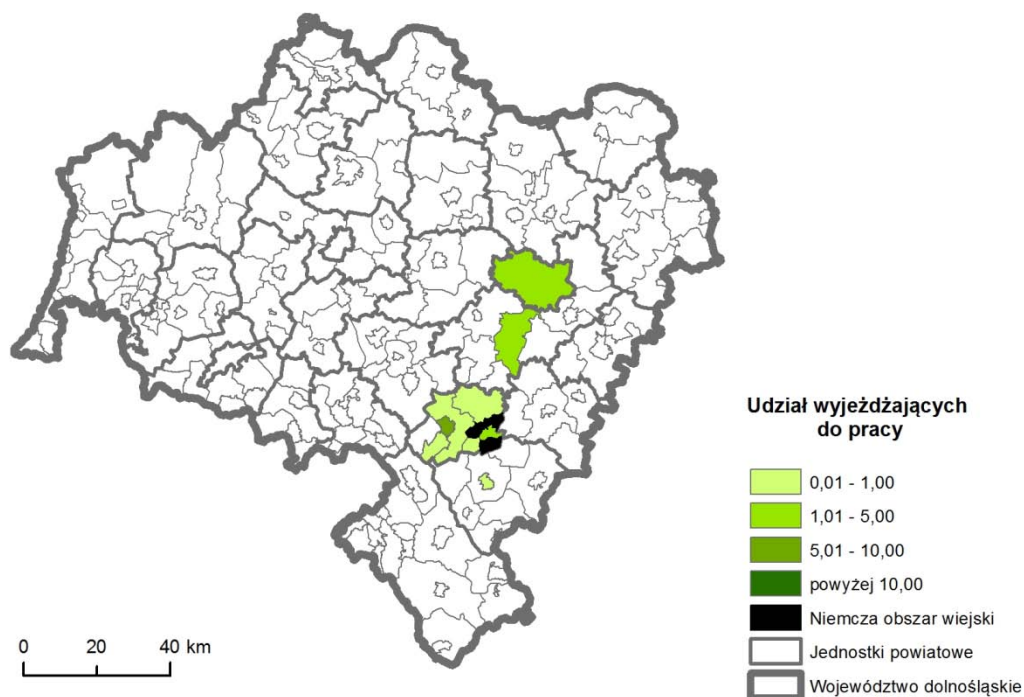 Udział wyjeżdżających
do pracy
0,01 - 1,00
1,01 - 5,00
5,01 - 10,00
powyżej 10,00
Niemcza obszar wiejski
Jednostki powiatowe
Województwo dolnośląskie
0 20 40 km